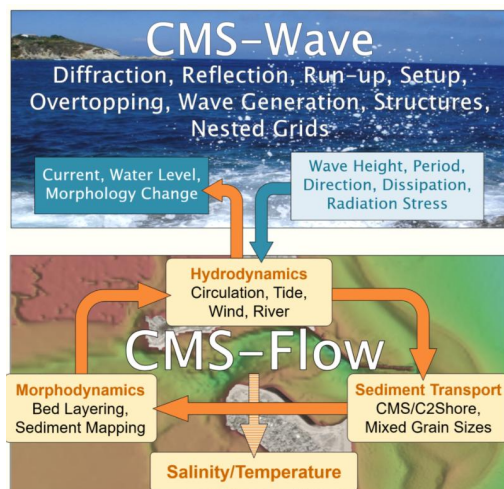 CMS-Wave
Diffraction, Reflection, Run-up, Setup,
Overtopping, Wave Generation, Structures,
Nested Grids
Current, Water Level,
Morphology Change
Wave Height, Period,
Direction, Dissipation,
Radiation Stress
Hydrodynamics
Circulation, Tide,
Wind, River
CMS-Flow
Morphodynamics
Bed Layering,
Sediment Mapping
Sediment Transport
CMS/C2Shore,
Mixed Grain Sizes
Salinity/Temperature